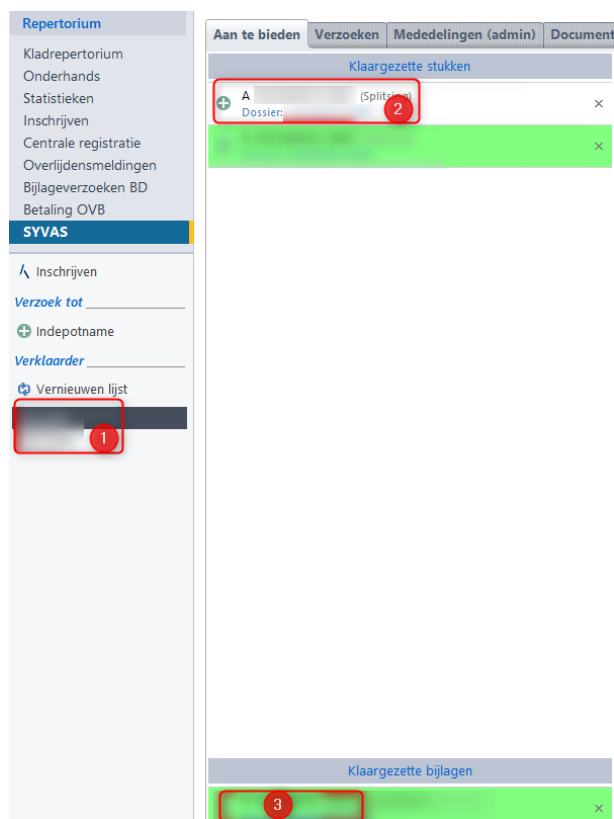 Repertorium
Kladrepertorium
Onderhands
Statistieken
Inschrijven
Centrale registratie
Overlijdensmeldingen
Bijlageverzoeken BD
Betaling OVB
SYVAS
Inschrijven
Verzoek tot
Indepotname
Verklaarder
Vernieuwen lijst
1
Aan te bieden Verzoeken Mededelingen (admin) Document
Klaargezette stukken
A (Splitsing)
Dossier:
2
Klaargezette bijlagen
3